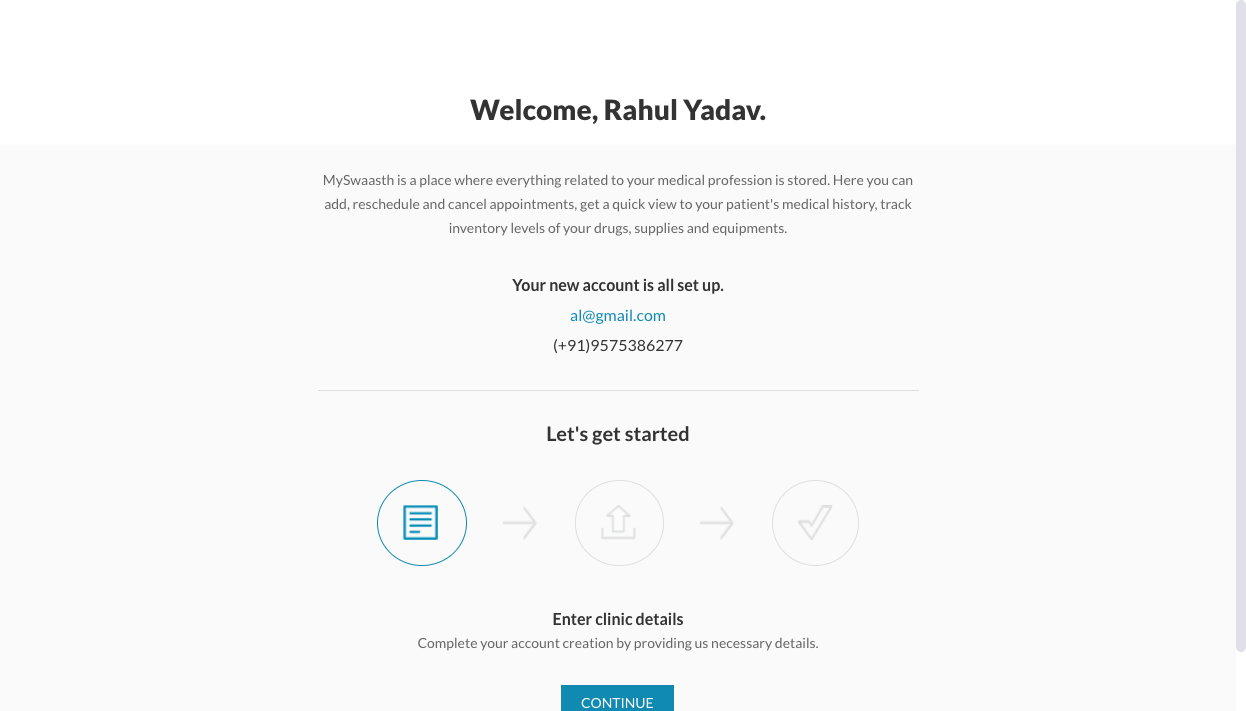 Welcome, Rahul Yadav.
MySwaasth is a place where everything related to your medical profession is stored. Here you can
add, reschedule and cancel appointments, get a quick view to your patient's medical history, track
inventory levels of your drugs, supplies and equipments.
Your new account is all set up.
al@gmail.com
(+91)9575386277
Let's get started
Enter clinic details
Complete your account creation by providing us necessary details.
CONTINUE